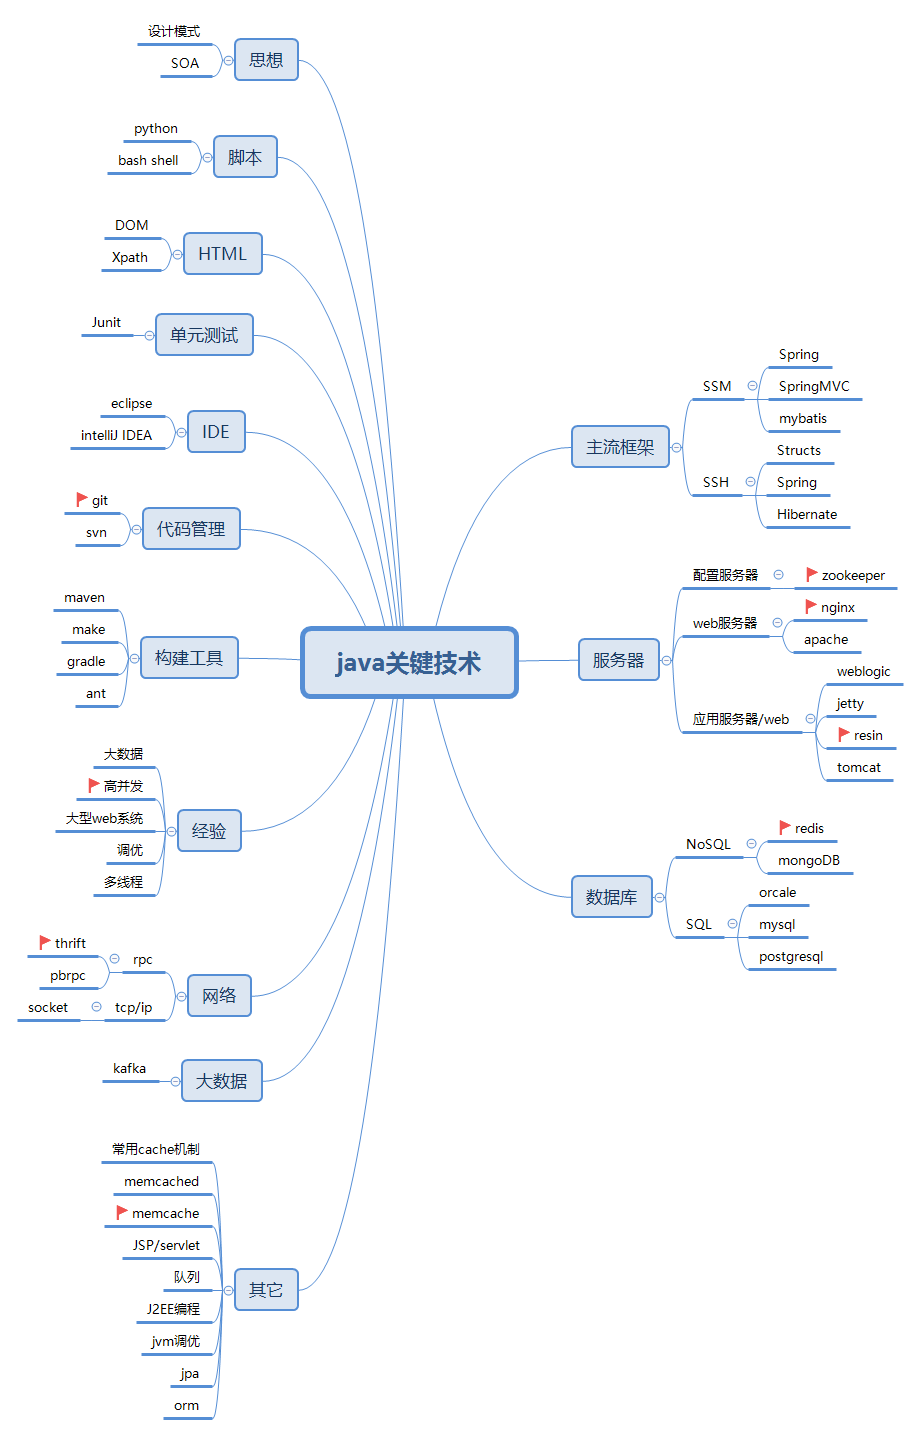 java关键技术
思想
设计模式
SOA
脚本
python
bash shell
HTML
DOM
Xpath
单元测试
Junit
IDE
eclipse
intelliJ IDEA
代码管理
git
svn
构建工具
maven
make
gradle
ant
经验
大数据
高并发
大型web系统
调优
多线程
网络
rpc
thrift
pbrpc
tcp/ip
socket
大数据
kafka
其它
常用cache机制
memcached
memcache
JSP/servlet
队列
J2EE编程
jvm调优
jpa
orm
主流框架
SSM
Spring
SpringMVC
mybatis
SSH
Structs
Spring
Hibernate
服务器
配置服务器
zookeeper
web服务器
nginx
apache
应用服务器/web
weblogic
jetty
resin
tomcat
数据库
NoSQL
redis
mongoDB
SQL
orcale
mysql
postgresql